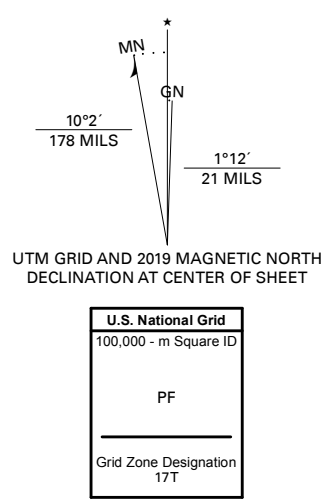 ★
MN
GN
10°2´
178 MILS
1°12´
21 MILS
UTM GRID AND 2019 MAGNETIC NORTH
DECLINATION AT CENTER OF SHEET
U.S. National Grid
100,000 - m Square ID
PF
Grid Zone Designation
17T